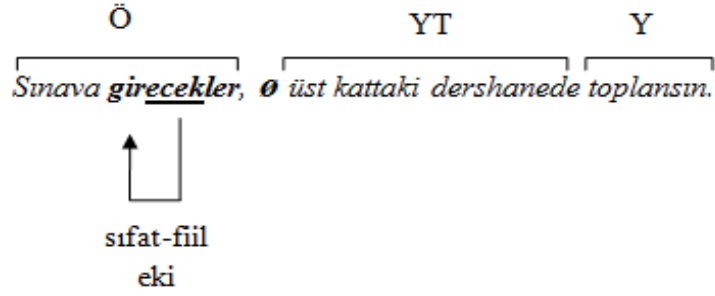 Ö YT Y
Sınava girecekler, ø üst kattaki dershanede toplansın.
sıfat-fiil
eki